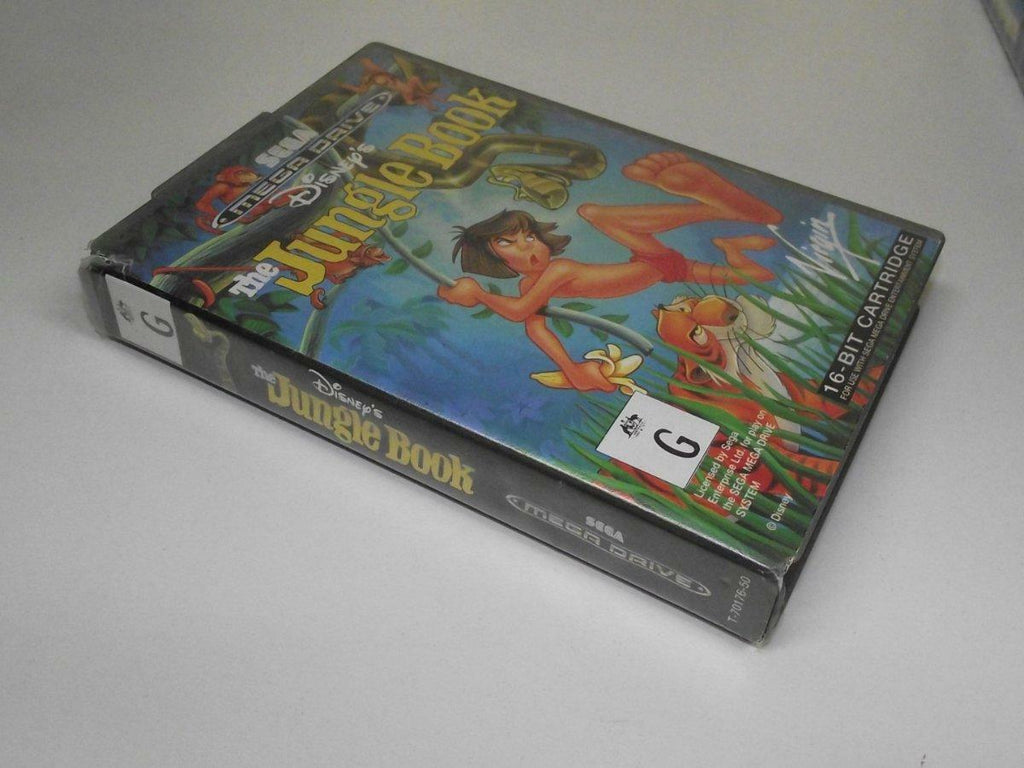 SEGA
MEGA DRIVE
Disney's
The Jungle Book
Virgin
16-BIT CARTRIDGE
FOR USE WITH SEGA MEGA DRIVE ENTERTAINMENT SYSTEM
G
Licensed by Sega
Enterprise Ltd. for play on
the SEGA MEGA DRIVE
SYSTEM
© Disney
G
Disney's
The Jungle Book
SEGA
MEGA DRIVE
T-70176-50